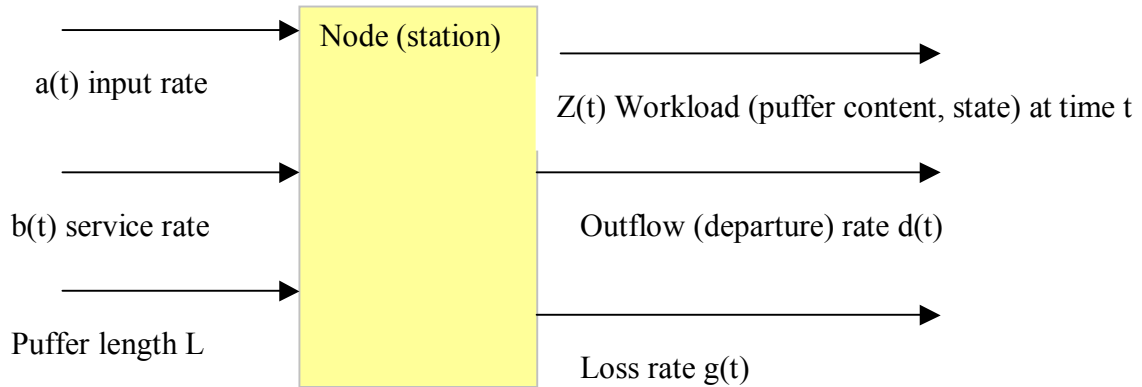 Node (station)
a(t) input rate
Z(t) Workload (puffer content, state) at time t
b(t) service rate
Outflow (departure) rate d(t)
Puffer length L
Loss rate g(t)